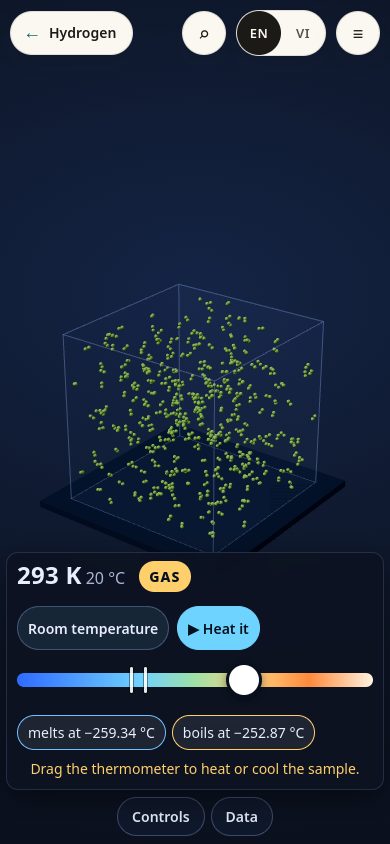 ← Hydrogen
⌕
EN VI
≡
293 K 20 °C GAS
Room temperature ▶ Heat it
melts at −259.34 °C boils at −252.87 °C
Drag the thermometer to heat or cool the sample.
Controls Data